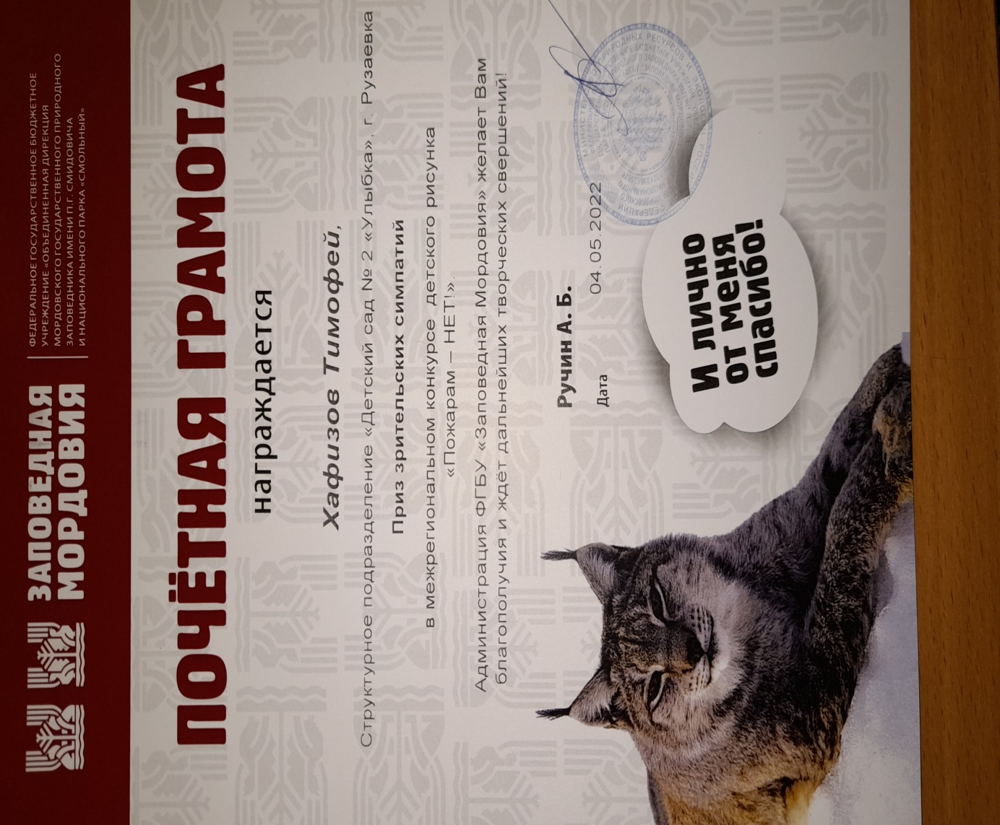 ЗАПОВЕДНАЯ
МОРДОВИЯ
ФЕДЕРАЛЬНОЕ ГОСУДАРСТВЕННОЕ БЮДЖЕТНОЕ
УЧРЕЖДЕНИЕ «ОБЪЕДИНЕННАЯ ДИРЕКЦИЯ
МОРДОВСКОГО ГОСУДАРСТВЕННОГО ПРИРОДНОГО
ЗАПОВЕДНИКА ИМЕНИ П.Г. СМИДОВИЧА
И НАЦИОНАЛЬНОГО ПАРКА «СМОЛЬНЫЙ»
ПОЧЁТНАЯ ГРАМОТА
награждается
Хафизов Тимофей,
Структурное подразделение «Детский сад № 2 «Улыбка», г. Рузаевка
Приз зрительских симпатий
в межрегиональном конкурсе детского рисунка
«Пожарам – НЕТ!».
Администрация ФГБУ «Заповедная Мордовия» желает Вам
благополучия и ждёт дальнейших творческих свершений!
Ручин А. Б.
Дата 04.05.2022
И лично
от меня
спасибо!